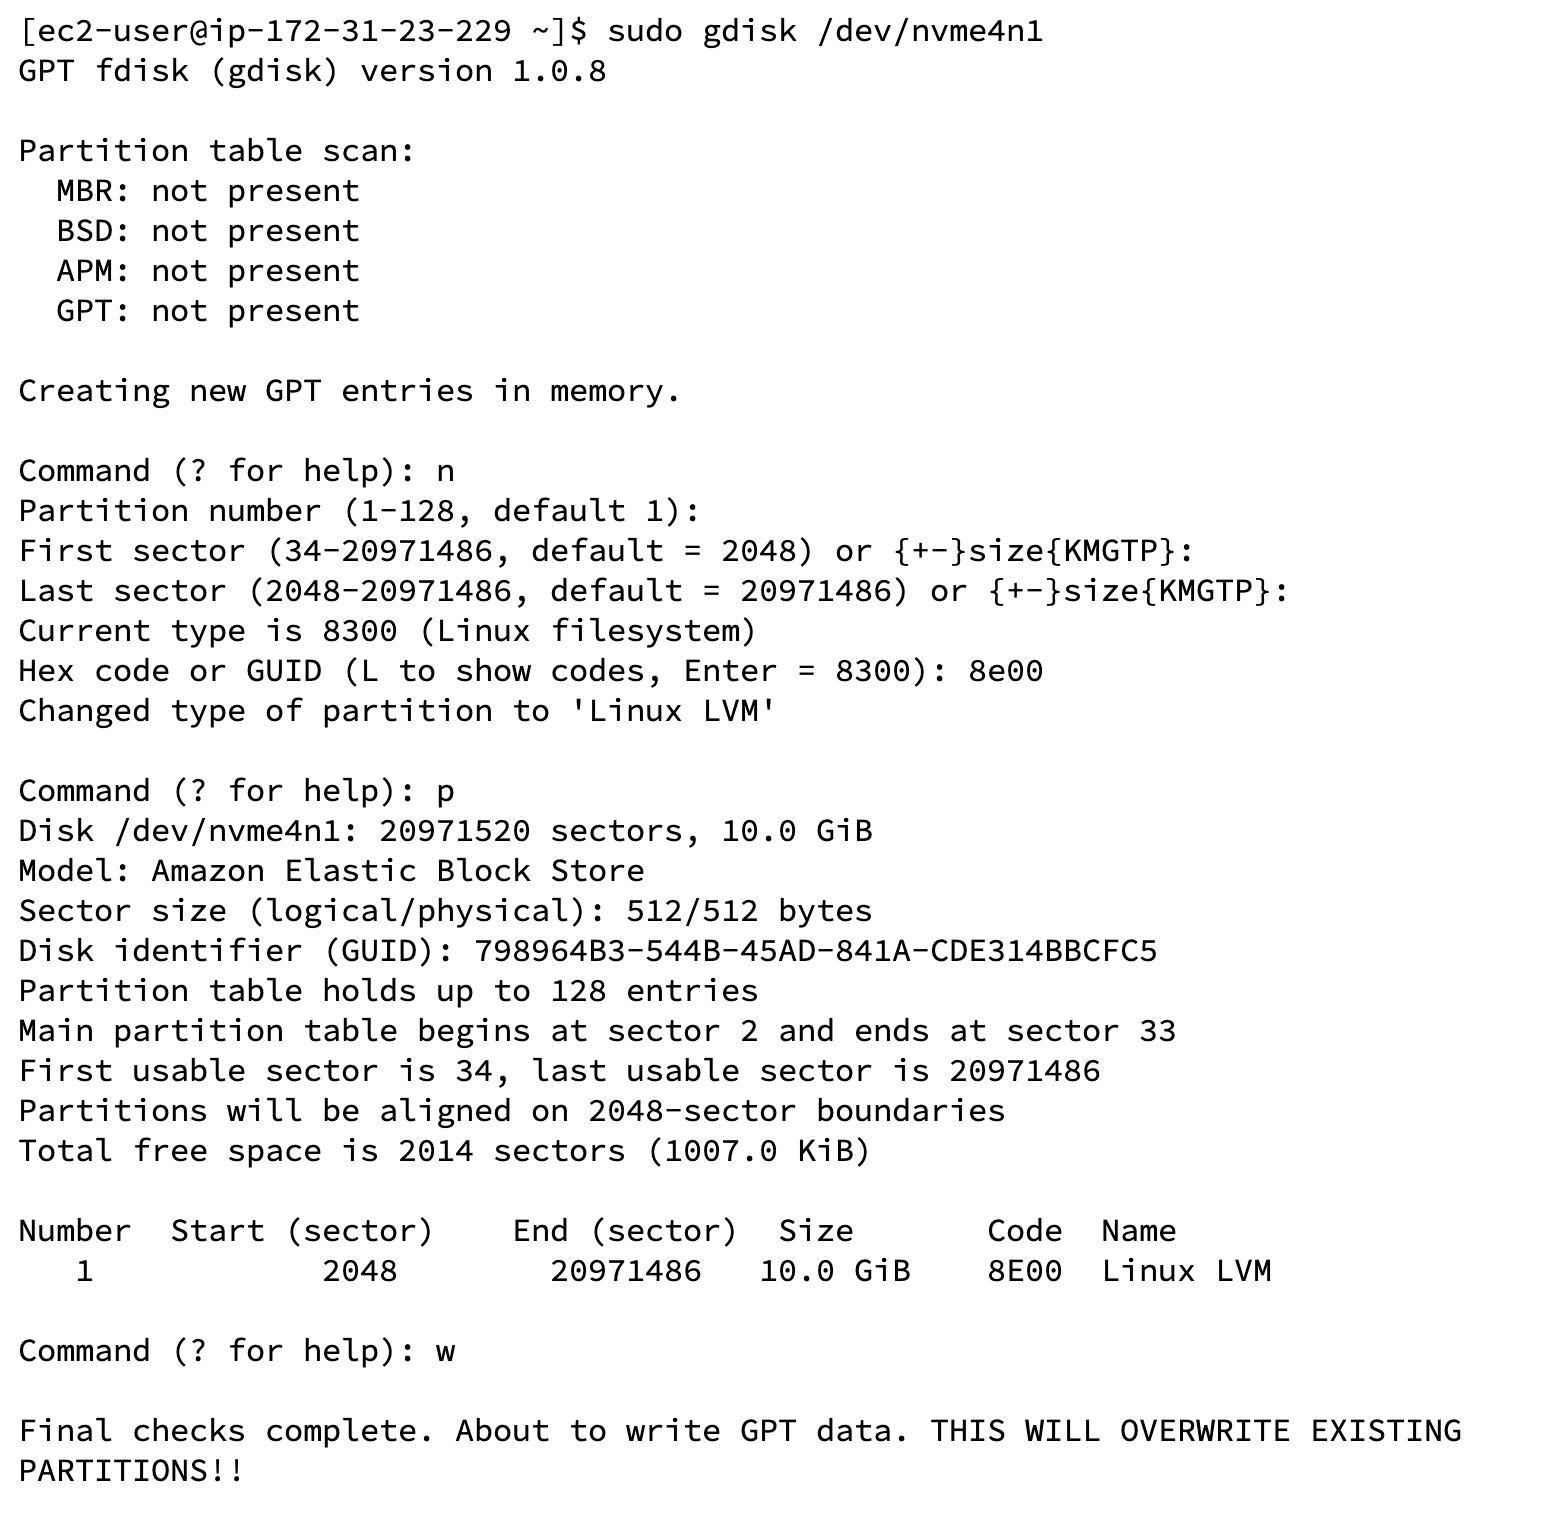 [ec2-user@ip-172-31-23-229 ~]$ sudo gdisk /dev/nvme4n1
GPT fdisk (gdisk) version 1.0.8

Partition table scan:
  MBR: not present
  BSD: not present
  APM: not present
  GPT: not present

Creating new GPT entries in memory.

Command (? for help): n
Partition number (1-128, default 1):
First sector (34-20971486, default = 2048) or {+-}size{KMGTP}:
Last sector (2048-20971486, default = 20971486) or {+-}size{KMGTP}:
Current type is 8300 (Linux filesystem)
Hex code or GUID (L to show codes, Enter = 8300): 8e00
Changed type of partition to 'Linux LVM'

Command (? for help): p
Disk /dev/nvme4n1: 20971520 sectors, 10.0 GiB
Model: Amazon Elastic Block Store
Sector size (logical/physical): 512/512 bytes
Disk identifier (GUID): 798964B3-544B-45AD-841A-CDE314BBCFC5
Partition table holds up to 128 entries
Main partition table begins at sector 2 and ends at sector 33
First usable sector is 34, last usable sector is 20971486
Partitions will be aligned on 2048-sector boundaries
Total free space is 2014 sectors (1007.0 KiB)

Number  Start (sector)    End (sector)  Size       Code  Name
   1            2048        20971486   10.0 GiB    8E00  Linux LVM

Command (? for help): w

Final checks complete. About to write GPT data. THIS WILL OVERWRITE EXISTING
PARTITIONS!!